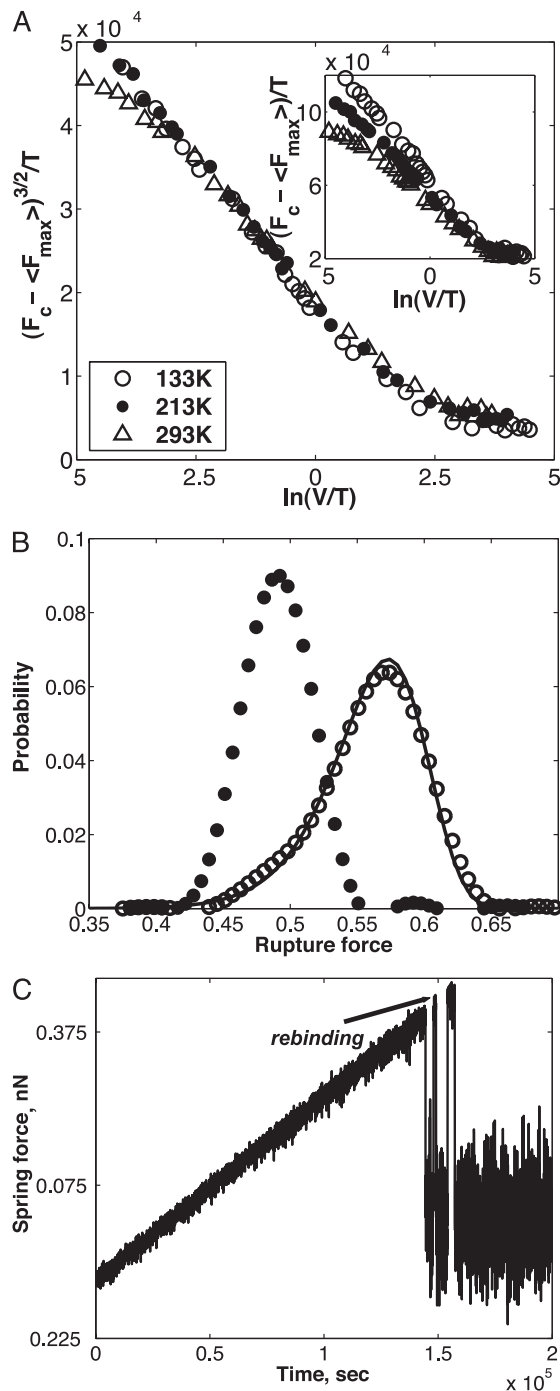 A
x 10^4
5
4
3
2
1
0
(F_c - <F_max>)^{3/2}/T
5 2.5 0 2.5 5
ln(V/T)
133K
213K
293K
x 10^4
10
6
2
(F_c - <F_max>)/T
5 0 5
ln(V/T)
B
0.1
0.08
0.06
0.04
0.02
0
Probability
0.35 0.4 0.45 0.5 0.55 0.6 0.65
Rupture force
C
0.375
0.075
0.225
Spring force, nN
rebinding
0 0.5 1 1.5 2
Time, sec
x 10^5